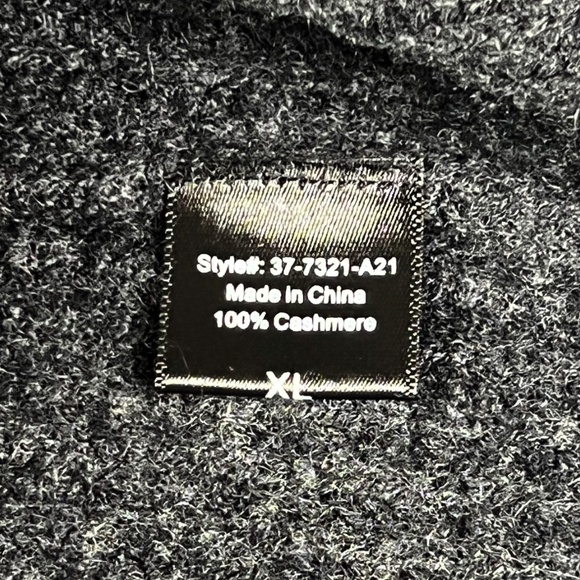 Style#: 37-7321-A21
Made in China
100% Cashmere
XL